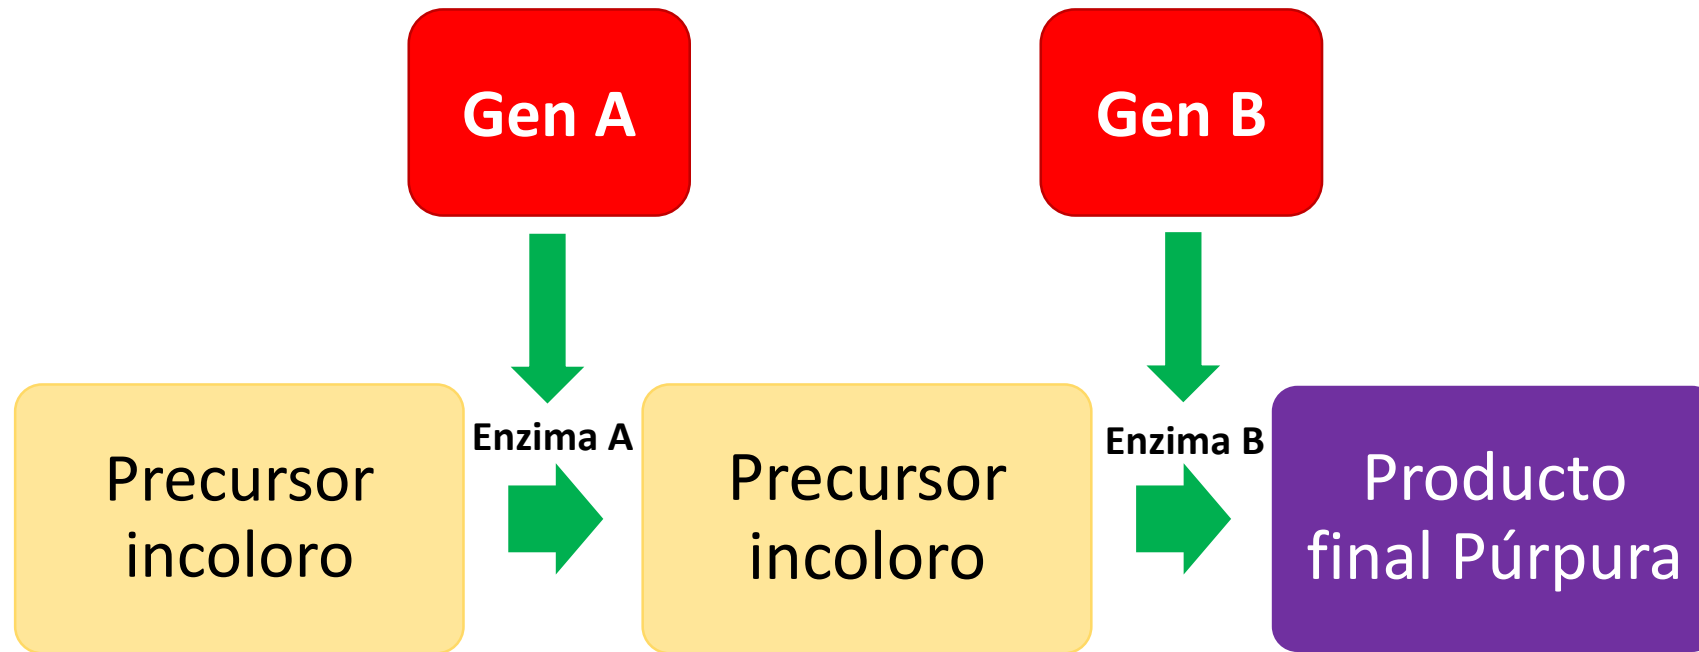 Gen A
Gen B
Enzima A
Enzima B
Precursor
incoloro
Precursor
incoloro
Producto
final Púrpura